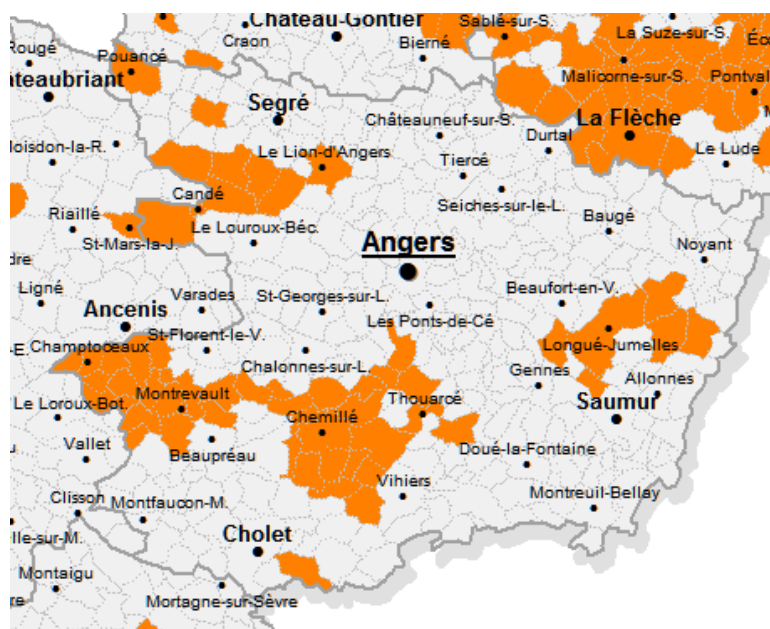 Château-Gontier
Sablé-sur-S.
La Suze-sur-S.
Rougé
Pouancé
Craon
Bierné
ateaubriant
Malicorne-sur-S.
Pontval
Segré
Châteauneuf-sur-S.
La Flèche
Durtal
oisdon-la-R.
Le Lion-d'Angers
Tiercé
Le Lude
Candé
Seiches-sur-le-L.
Riaillé
St-Mars-la-J.
Le Louroux-Béc.
Baugé
Angers
Noyant
dre
Ligné
Varades
St-Georges-sur-L.
Beaufort-en-V.
Ancenis
Les Ponts-de-Cé
St-Florent-le-V.
-E.
Champtoceaux
Longué-Jumelles
Chalonnes-sur-L.
Gennes
Allonnes
Le Loroux-Bot.
Montrevault
Thouarcé
Saumur
Chemillé
Vallet
Beaupréau
Doué-la-Fontaine
Vihiers
Clisson
Montfaucon-M.
Montreuil-Bellay
lle-sur-M.
Cholet
Montaigu
re
Mortagne-sur-Sèvre